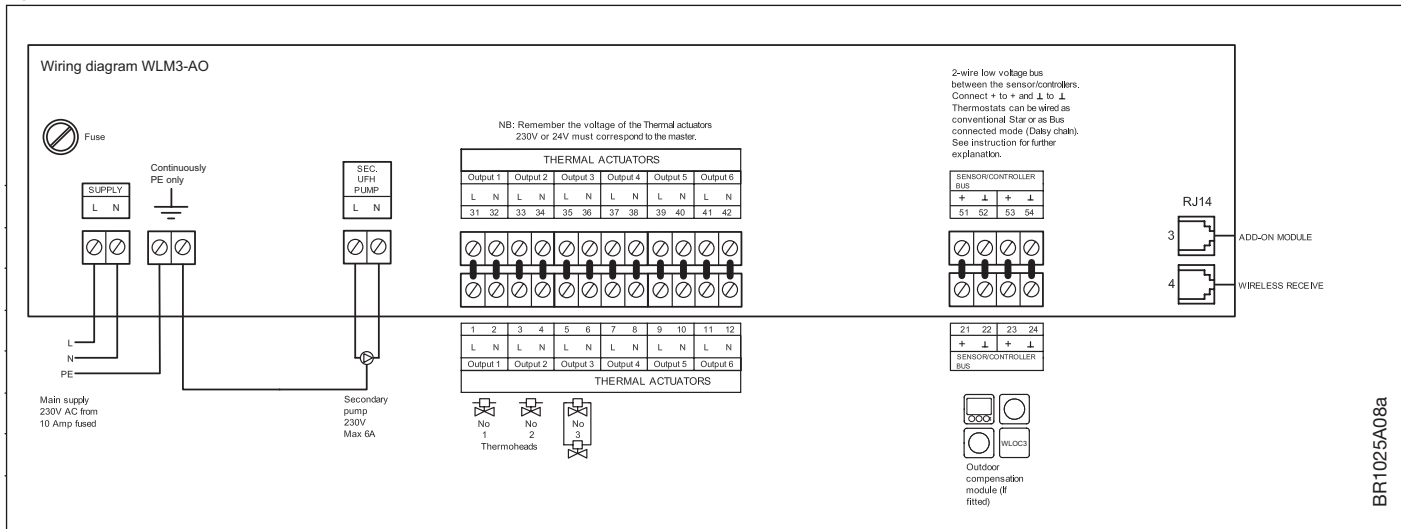 Wiring diagram WLM3-AO
Fuse
SUPPLY
L N
Continuously
PE only
SEC.
UFH
PUMP
L N
NB: Remember the voltage of the Thermal actuators
230V or 24V must correspond to the master.
THERMAL ACTUATORS
Output 1 Output 2 Output 3 Output 4 Output 5 Output 6
L N L N L N L N L N L N
31 32 33 34 35 36 37 38 39 40 41 42
2-wire low voltage bus
between the sensor/controllers.
Connect + to + and ⊥ to ⊥
Thermostats can be wired as
conventional Star or as Bus
connected mode (Daisy chain).
See instruction for further
explanation.
SENSOR/CONTROLLER
BUS
+ ⊥ + ⊥
51 52 53 54
RJ14
3 ADD-ON MODULE
4 WIRELESS RECEIVE
L
N
PE
Main supply
230V AC from
10 Amp fused
Secondary
pump
230V
Max 6A
1 2 3 4 5 6 7 8 9 10 11 12
L N L N L N L N L N L N
Output 1 Output 2 Output 3 Output 4 Output 5 Output 6
THERMAL ACTUATORS
No
1
No
2
No
3
Thermoheads
21 22 23 24
+ ⊥ + ⊥
SENSOR/CONTROLLER
BUS
WLOC3
Outdoor
compensation
module (If
fitted)
BR1025A08a